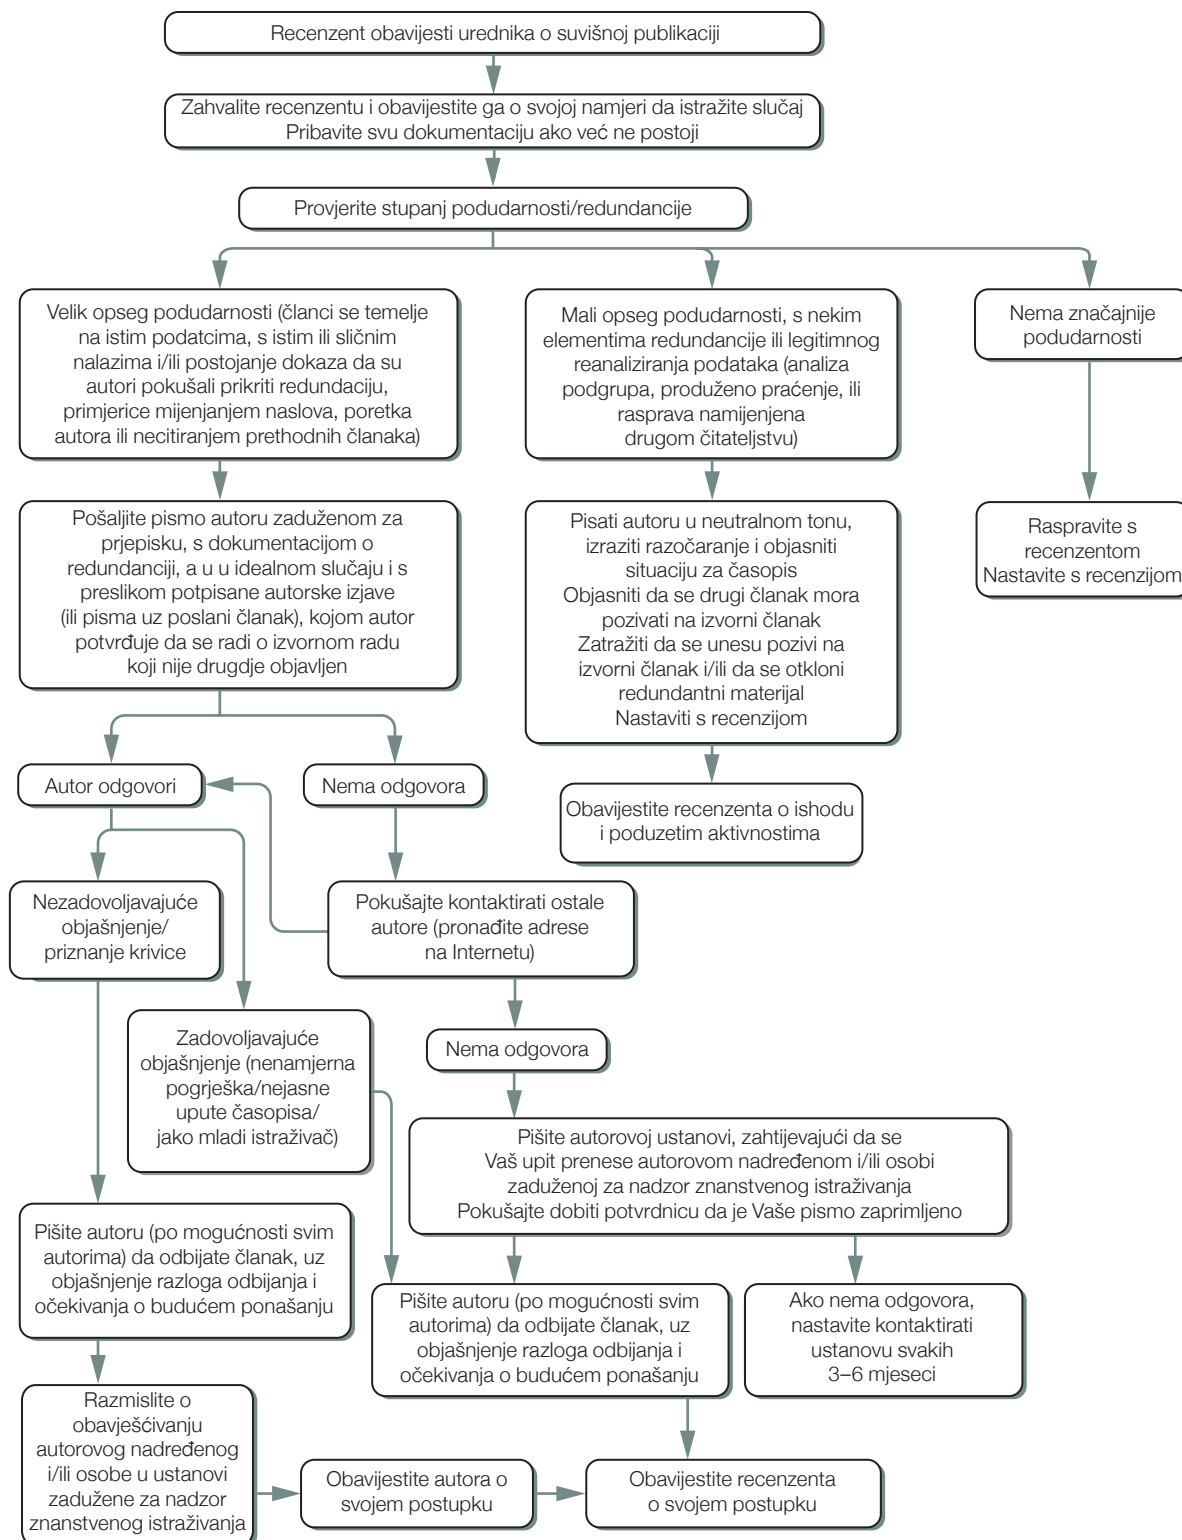 Recenzent obavijesti urednika o suvišnoj publikaciji
Zahvalite recenzentu i obavijestite ga o svojoj namjeri da istražite slučaj
Pribavite svu dokumentaciju ako već ne postoji
Provjerite stupanj podudarnosti/redundancije
Velik opseg podudarnosti (članci se temelje
na istim podatcima, s istim ili sličnim
nalazima i/ili postojanje dokaza da su
autori pokušali prikriti redundaciju,
primjerice mijenjanjem naslova, poretka
autora ili necitiranjem prethodnih članaka)
Mali opseg podudarnosti, s nekim
elementima redundancije ili legitimnog
reanaliziranja podataka (analiza
podgrupa, produženo praćenje, ili
rasprava namijenjena
drugom čitateljstvu)
Nema značajnije
podudarnosti
Pošaljite pismo autoru zaduženom za
prjepisku, s dokumentacijom o
redundanciji, a u u idealnom slučaju i s
preslikom potpisane autorske izjave
(ili pisma uz poslani članak), kojom autor
potvrđuje da se radi o izvornom radu
koji nije drugdje objavljen
Pisati autoru u neutralnom tonu,
izraziti razočaranje i objasniti
situaciju za časopis
Objasniti da se drugi članak mora
pozivati na izvorni članak
Zatražiti da se unesu pozivi na
izvorni članak i/ili da se otkloni
redundantni materijal
Nastaviti s recenzijom
Raspravite s
recenzentom
Nastavite s recenzijom
Autor odgovori
Nema odgovora
Obavijestite recenzenta o ishodu
i poduzetim aktivnostima
Nezadovoljavajuće
objašnjenje/
priznanje krivice
Pokušajte kontaktirati ostale
autore (pronađite adrese
na Internetu)
Zadovoljavajuće
objašnjenje (nenamjerna
pogrješka/nejasne
upute časopisa/
jako mladi istraživač)
Nema odgovora
Pišite autorovoj ustanovi, zahtijevajući da se
Vaš upit prenese autorovom nadređenom i/ili osobi
zaduženoj za nadzor znanstvenog istraživanja
Pokušajte dobiti potvrdnicu da je Vaše pismo zaprimljeno
Pišite autoru (po mogućnosti svim
autorima) da odbijate članak, uz
objašnjenje razloga odbijanja i
očekivanja o budućem ponašanju
Pišite autoru (po mogućnosti svim
autorima) da odbijate članak, uz
objašnjenje razloga odbijanja i
očekivanja o budućem ponašanju
Ako nema odgovora,
nastavite kontaktirati
ustanovu svakih
3–6 mjeseci
Razmislite o
obavješćivanju
autorovog nadređenog
i/ili osobe u ustanovi
zadužene za nadzor
znanstvenog istraživanja
Obavijestite autora o
svojem postupku
Obavijestite recenzenta
o svojem postupku